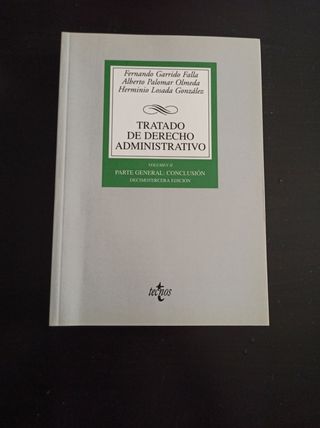 Fernando Garrido Falla
Alberto Palomar Olmeda
Herminio Losada González
TRATADO
DE DERECHO
ADMINISTRATIVO
VOLUMEN II
PARTE GENERAL: CONCLUSIÓN
DECIMOTERCERA EDICIÓN
tecnos